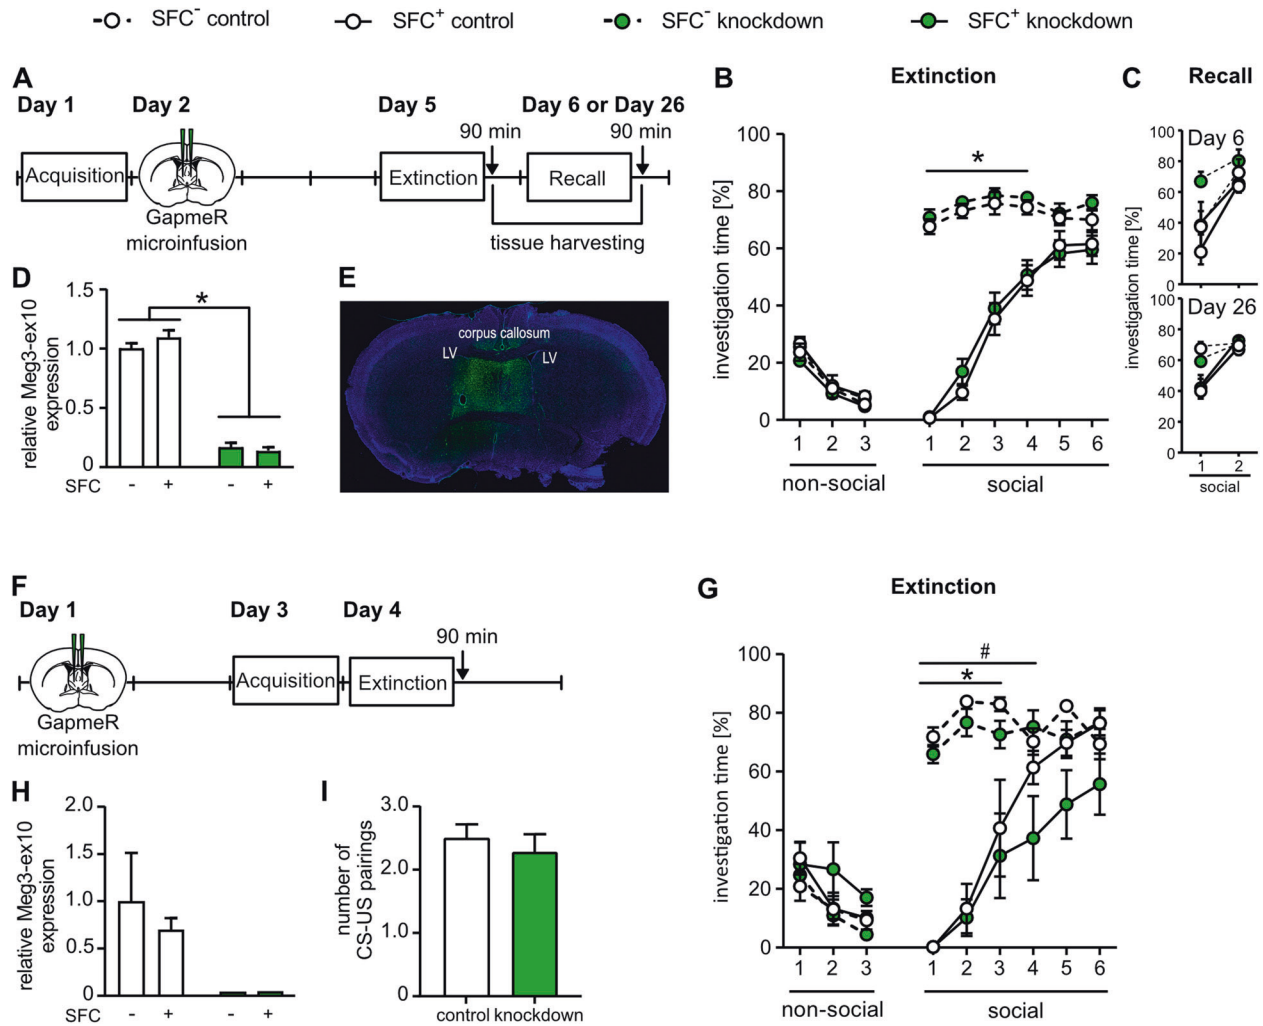 SFC- control
SFC+ control
SFC- knockdown
SFC+ knockdown
A
Day 1
Day 2
Day 5
Day 6 or Day 26
90 min
90 min
Acquisition
Extinction
Recall
GapmeR
microinfusion
tissue harvesting
B
Extinction
investigation time [%]
100
80
60
40
20
0
*
1 2 3
1 2 3 4 5 6
non-social
social
C
Recall
investigation time [%]
Day 6
100
80
60
40
20
0
Day 26
100
80
60
40
20
0
1 2
social
D
relative Meg3-ex10
expression
1.5
1.0
0.5
0
*
SFC - + - +
E
corpus callosum
LV
LV
F
Day 1
Day 3
Day 4
90 min
Acquisition
Extinction
GapmeR
microinfusion
G
Extinction
investigation time [%]
100
80
60
40
20
0
#
*
1 2 3
1 2 3 4 5 6
non-social
social
H
relative Meg3-ex10
expression
2.0
1.5
1.0
0.5
0
SFC - + - +
I
number of
CS-US pairings
3.0
2.0
1.0
0
control knockdown